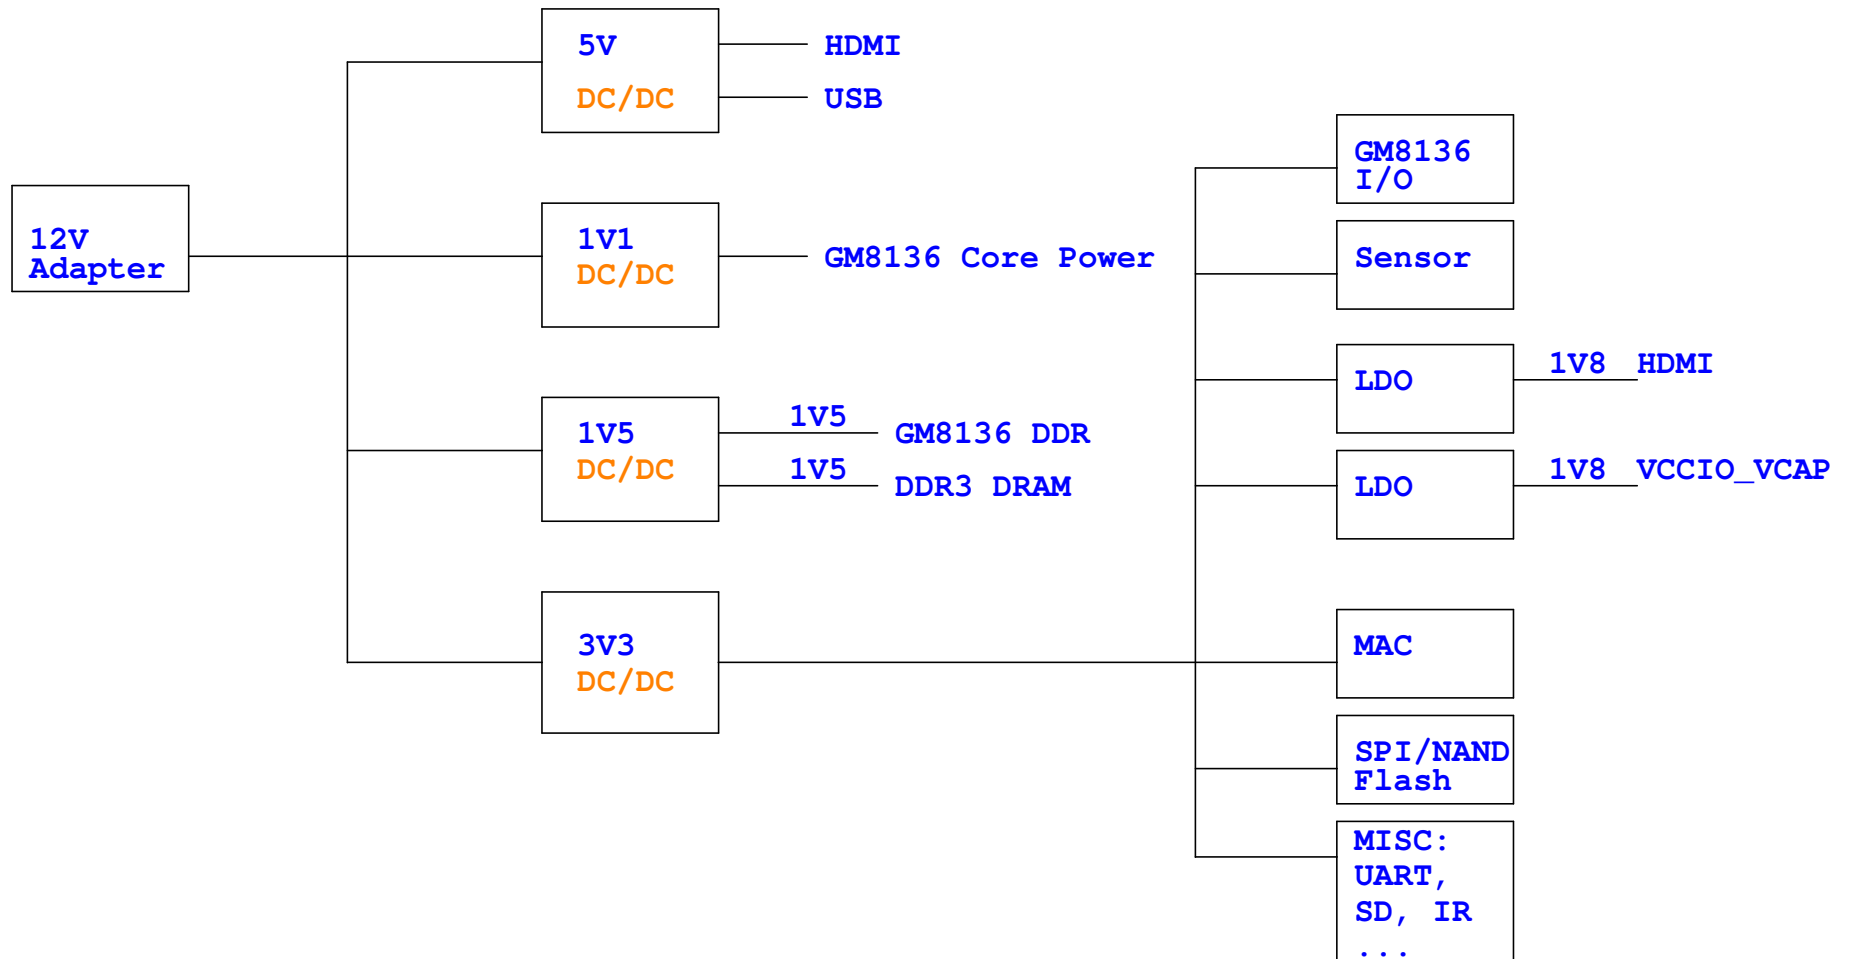 12V
Adapter
5V
DC/DC
HDMI
USB
1V1
DC/DC
GM8136 Core Power
1V5
DC/DC
1V5
GM8136 DDR
1V5
DDR3 DRAM
3V3
DC/DC
GM8136
I/O
Sensor
LDO
1V8 HDMI
LDO
1V8 VCCIO_VCAP
MAC
SPI/NAND
Flash
MISC:
UART,
SD, IR
...